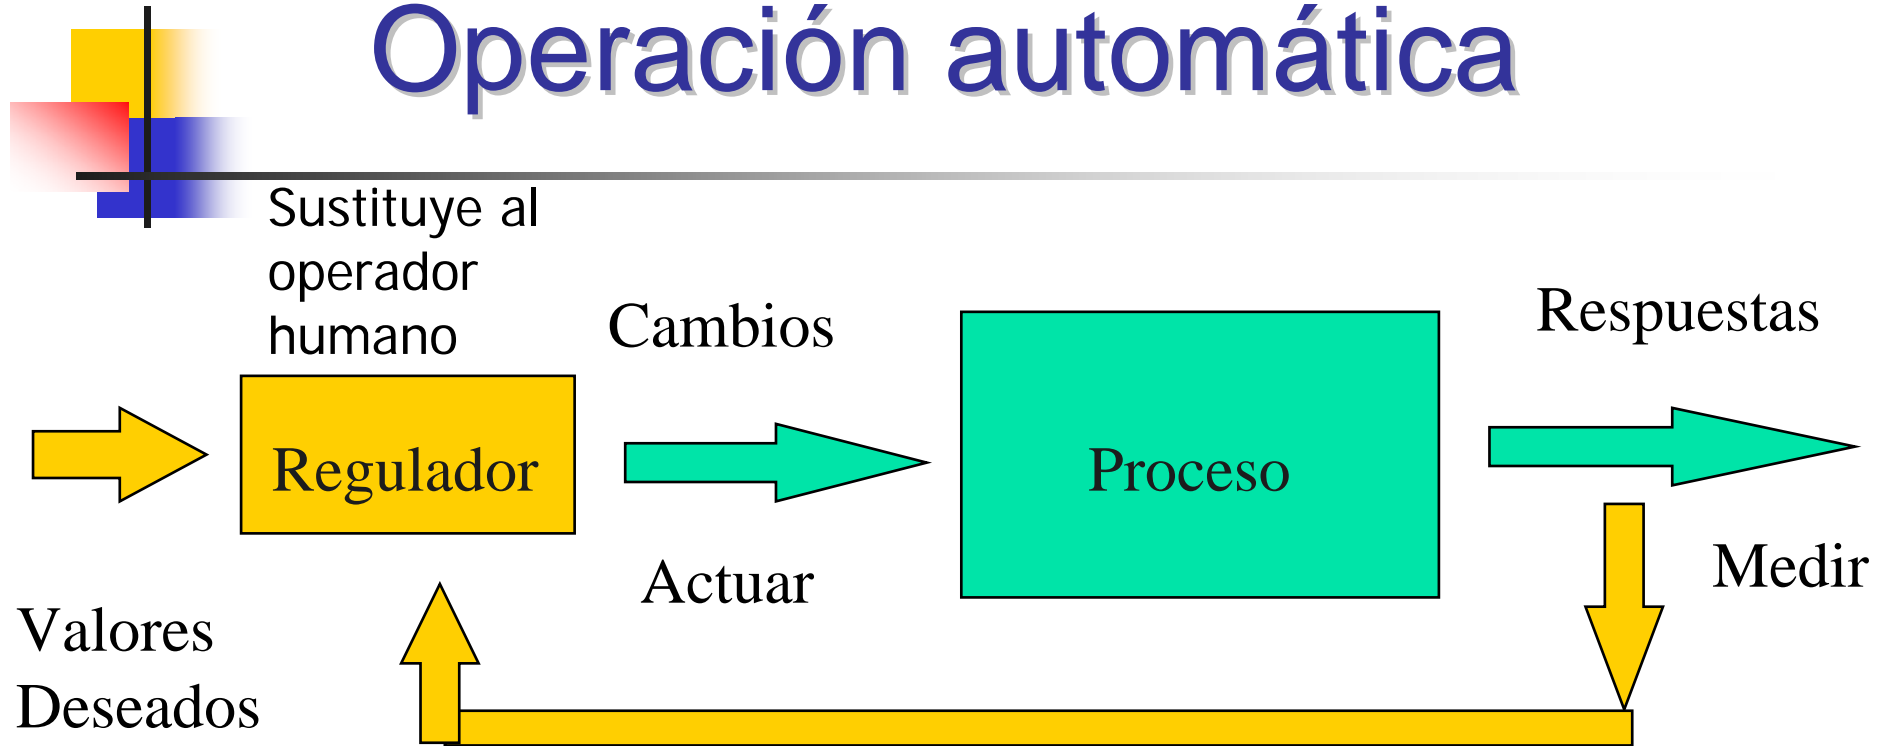 Operación automática
Sustituye al
operador
humano
Cambios
Respuestas
Regulador
Proceso
Actuar
Medir
Valores
Deseados